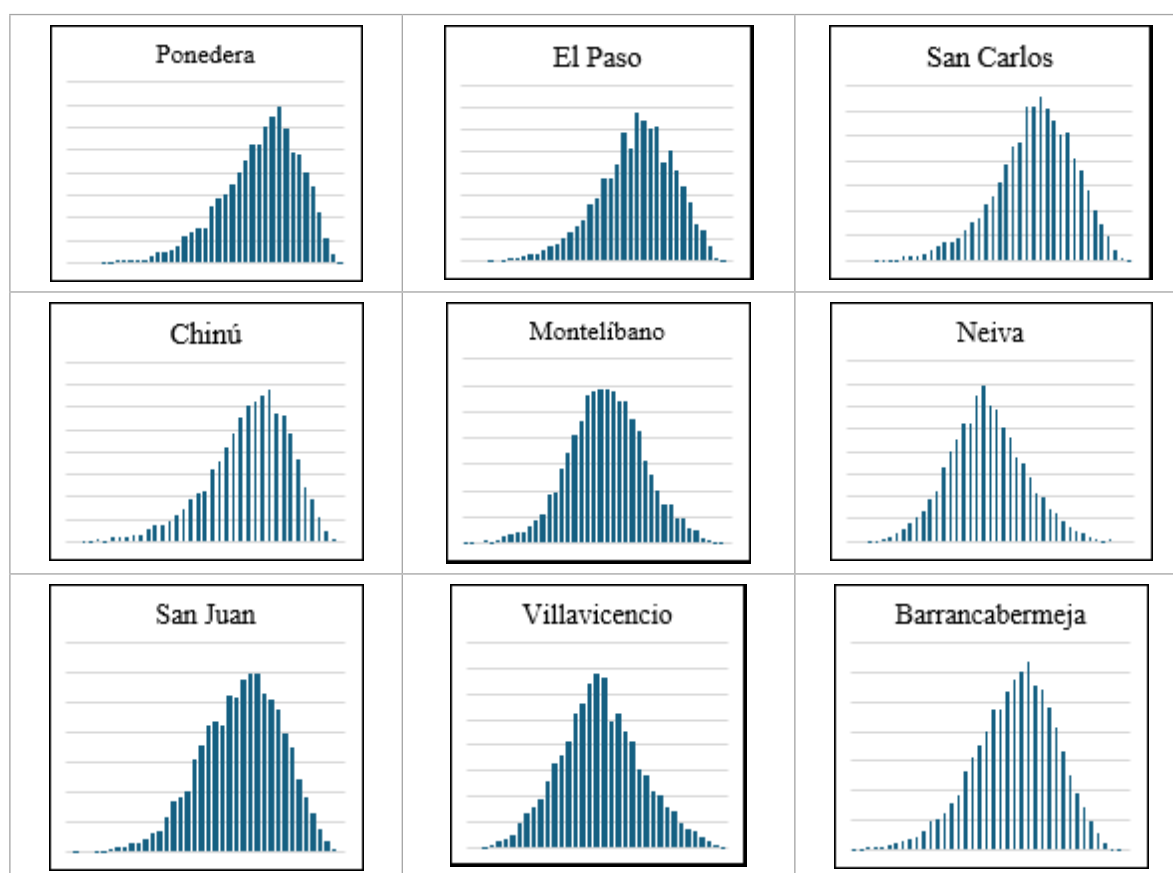 Ponedera
El Paso
San Carlos
Chinú
Montelíbano
Neiva
San Juan
Villavicencio
Barrancabermeja